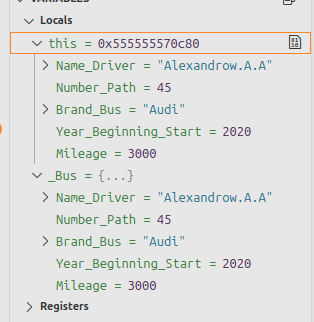 VARIABLES
Locals
this = 0x555555570c80
Name_Driver = "Alexandrow.A.A"
Number_Path = 45
Brand_Bus = "Audi"
Year_Beginning_Start = 2020
Mileage = 3000
_Bus = {...}
Name_Driver = "Alexandrow.A.A"
Number_Path = 45
Brand_Bus = "Audi"
Year_Beginning_Start = 2020
Mileage = 3000
Registers